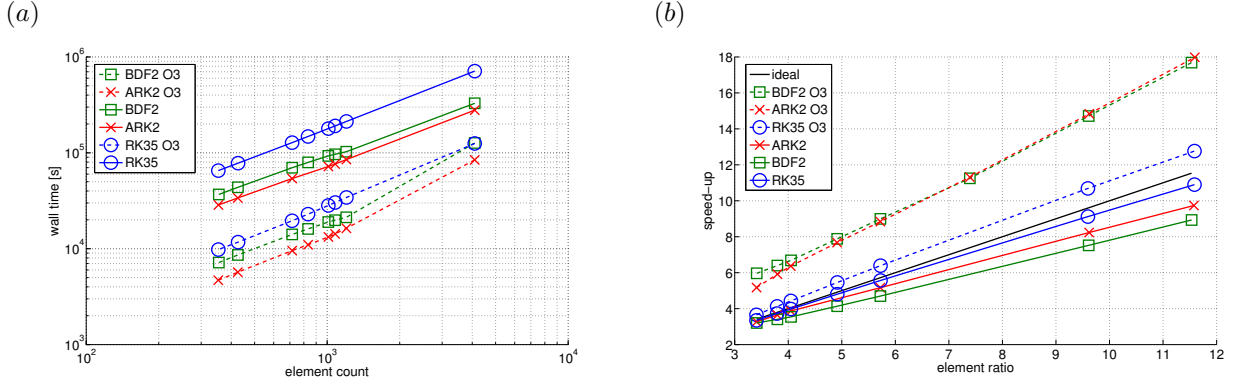 (a)
10^6
10^5
10^4
10^3
wall time [s]
BDF2 O3
ARK2 O3
BDF2
ARK2
RK35 O3
RK35
10^2
10^3
10^4
element count
(b)
18
16
14
12
10
8
6
4
2
speed−up
ideal
BDF2 O3
ARK2 O3
RK35 O3
ARK2
BDF2
RK35
3
4
5
6
7
8
9
10
11
12
element ratio